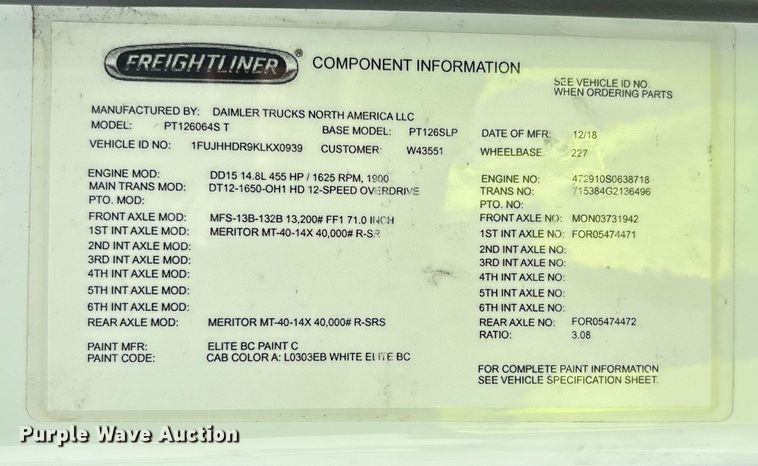 FREIGHTLINER® COMPONENT INFORMATION
SEE VEHICLE ID NO.
WHEN ORDERING PARTS
MANUFACTURED BY: DAIMLER TRUCKS NORTH AMERICA LLC
MODEL: PT126064S T BASE MODEL: PT126SLP DATE OF MFR: 12/18
VEHICLE ID NO: 1FUJHHDR9KLKX0939 CUSTOMER: W43551 WHEELBASE: 227
ENGINE MOD: DD15 14.8L 455 HP / 1625 RPM, 1900 ENGINE NO: 472910S0638718
MAIN TRANS MOD: DT12-1650-OH1 HD 12-SPEED OVERDRIVE TRANS NO: 715384G2136496
PTO. MOD: PTO. NO:
FRONT AXLE MOD: MFS-13B-132B 13,200# FF1 71.0 INCH FRONT AXLE NO: MON03731942
1ST INT AXLE MOD: MERITOR MT-40-14X 40,000# R-SR 1ST INT AXLE NO: FOR05474471
2ND INT AXLE MOD: 2ND INT AXLE NO:
3RD INT AXLE MOD: 3RD INT AXLE NO:
4TH INT AXLE MOD: 4TH INT AXLE NO:
5TH INT AXLE MOD: 5TH INT AXLE NO:
6TH INT AXLE MOD: 6TH INT AXLE NO:
REAR AXLE MOD: MERITOR MT-40-14X 40,000# R-SRS REAR AXLE NO: FOR05474472
RATIO: 3.08
PAINT MFR: ELITE BC PAINT C
PAINT CODE: CAB COLOR A: L0303EB WHITE ELITE BC
FOR COMPLETE PAINT INFORMATION
SEE VEHICLE SPECIFICATION SHEET.
Purple Wave Auction